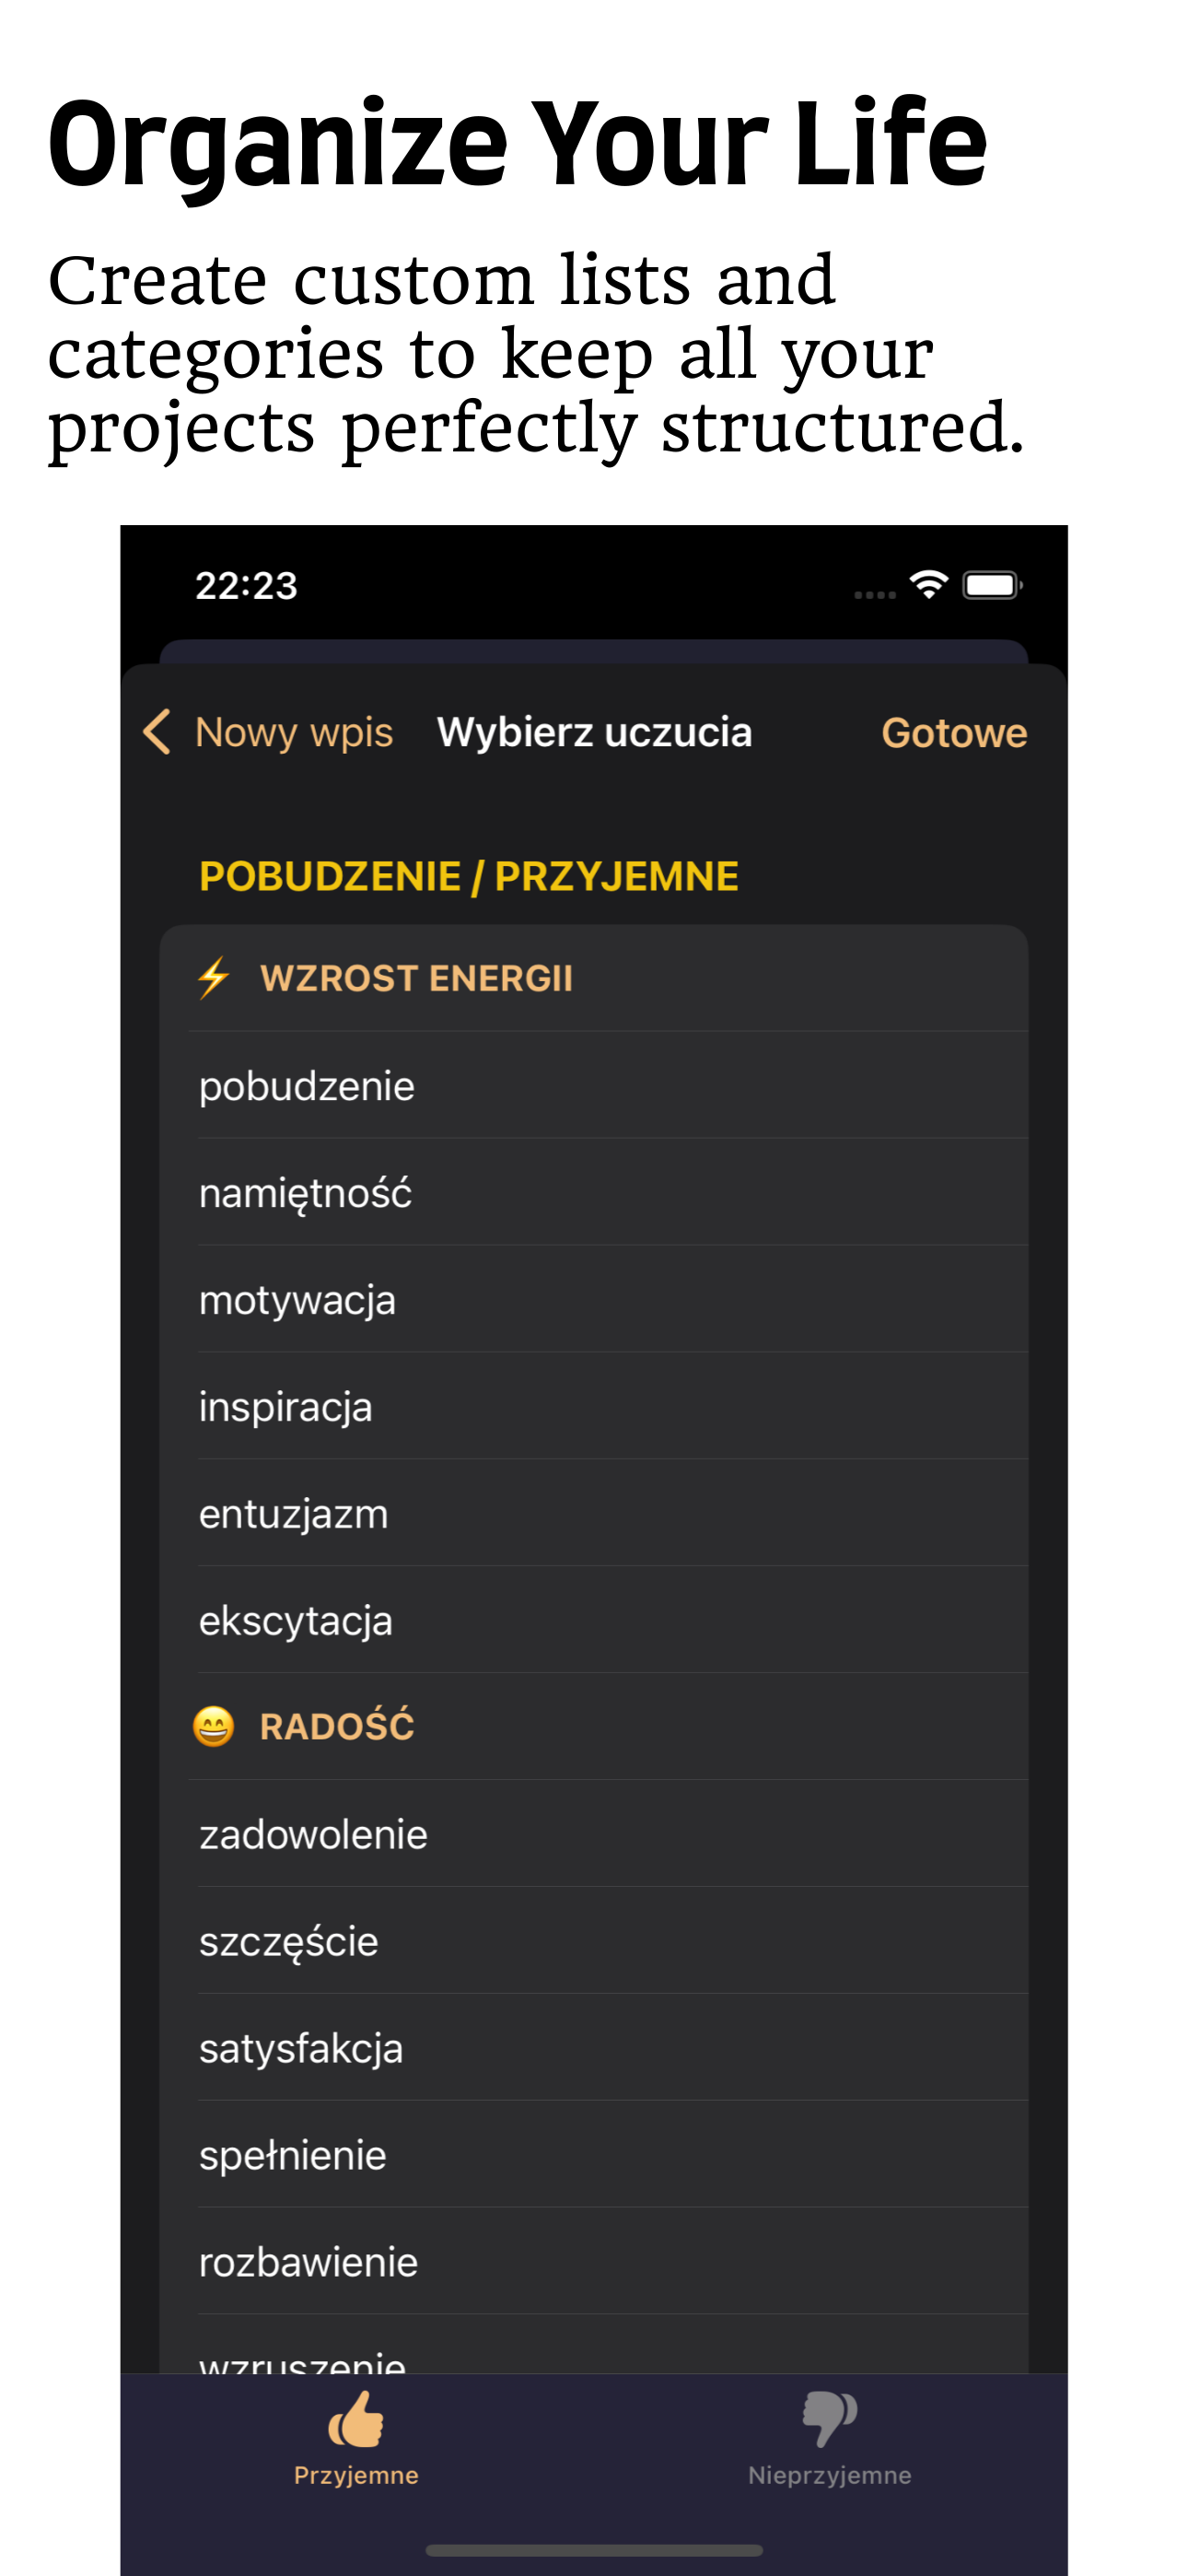 Organize Your Life
Create custom lists and
categories to keep all your
projects perfectly structured.
22:23
Nowy wpis
Wybierz uczucia
Gotowe
POBUDZENIE / PRZYJEMNE
WZROST ENERGII
pobudzenie
namiętność
motywacja
inspiracja
entuzjazm
ekscytacja
RADOŚĆ
zadowolenie
szczęście
satysfakcja
spełnienie
rozbawienie
wzruszenie
Przyjemne
Nieprzyjemne